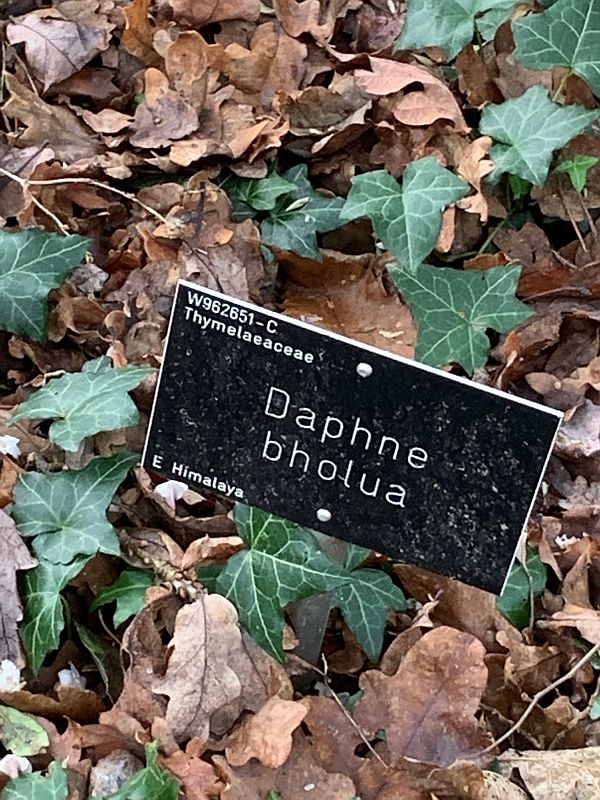 W962651-C.
Thymelaeaceae
Daphne
bholua
E Himalaya